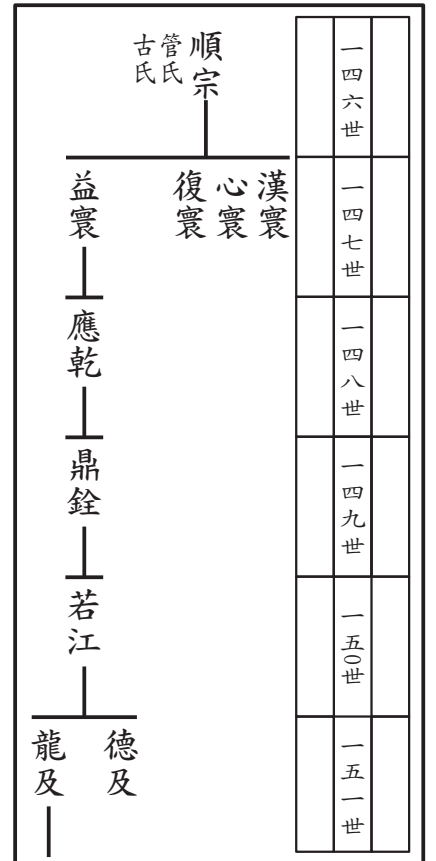 一四六世
一四七世
一四八世
一四九世
一五0世
一五一世
順宗
管氏
古氏
漢寰
心寰
復寰
益寰
應乾
鼎銓
若江
德及
龍及